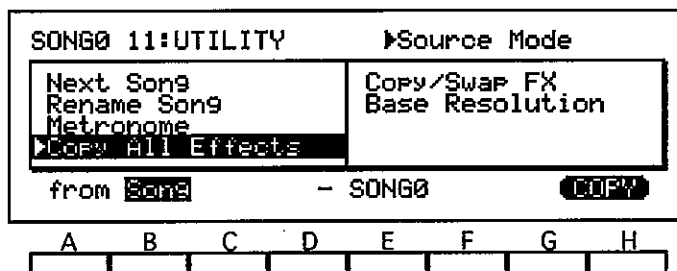 SONG0 11:UTILITY ▶Source Mode
Next Song
Rename Song
Metronome
▶Copy All Effects
Copy/Swap FX
Base Resolution
from Song – SONG0 COPY
A B C D E F G H